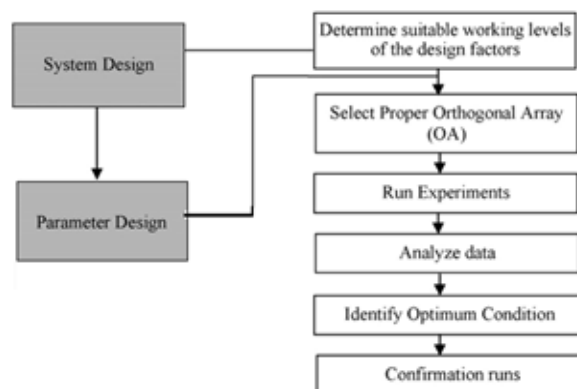 System Design
Parameter Design
Determine suitable working levels
of the design factors
Select Proper Orthogonal Array
(OA)
Run Experiments
Analyze data
Identify Optimum Condition
Confirmation runs